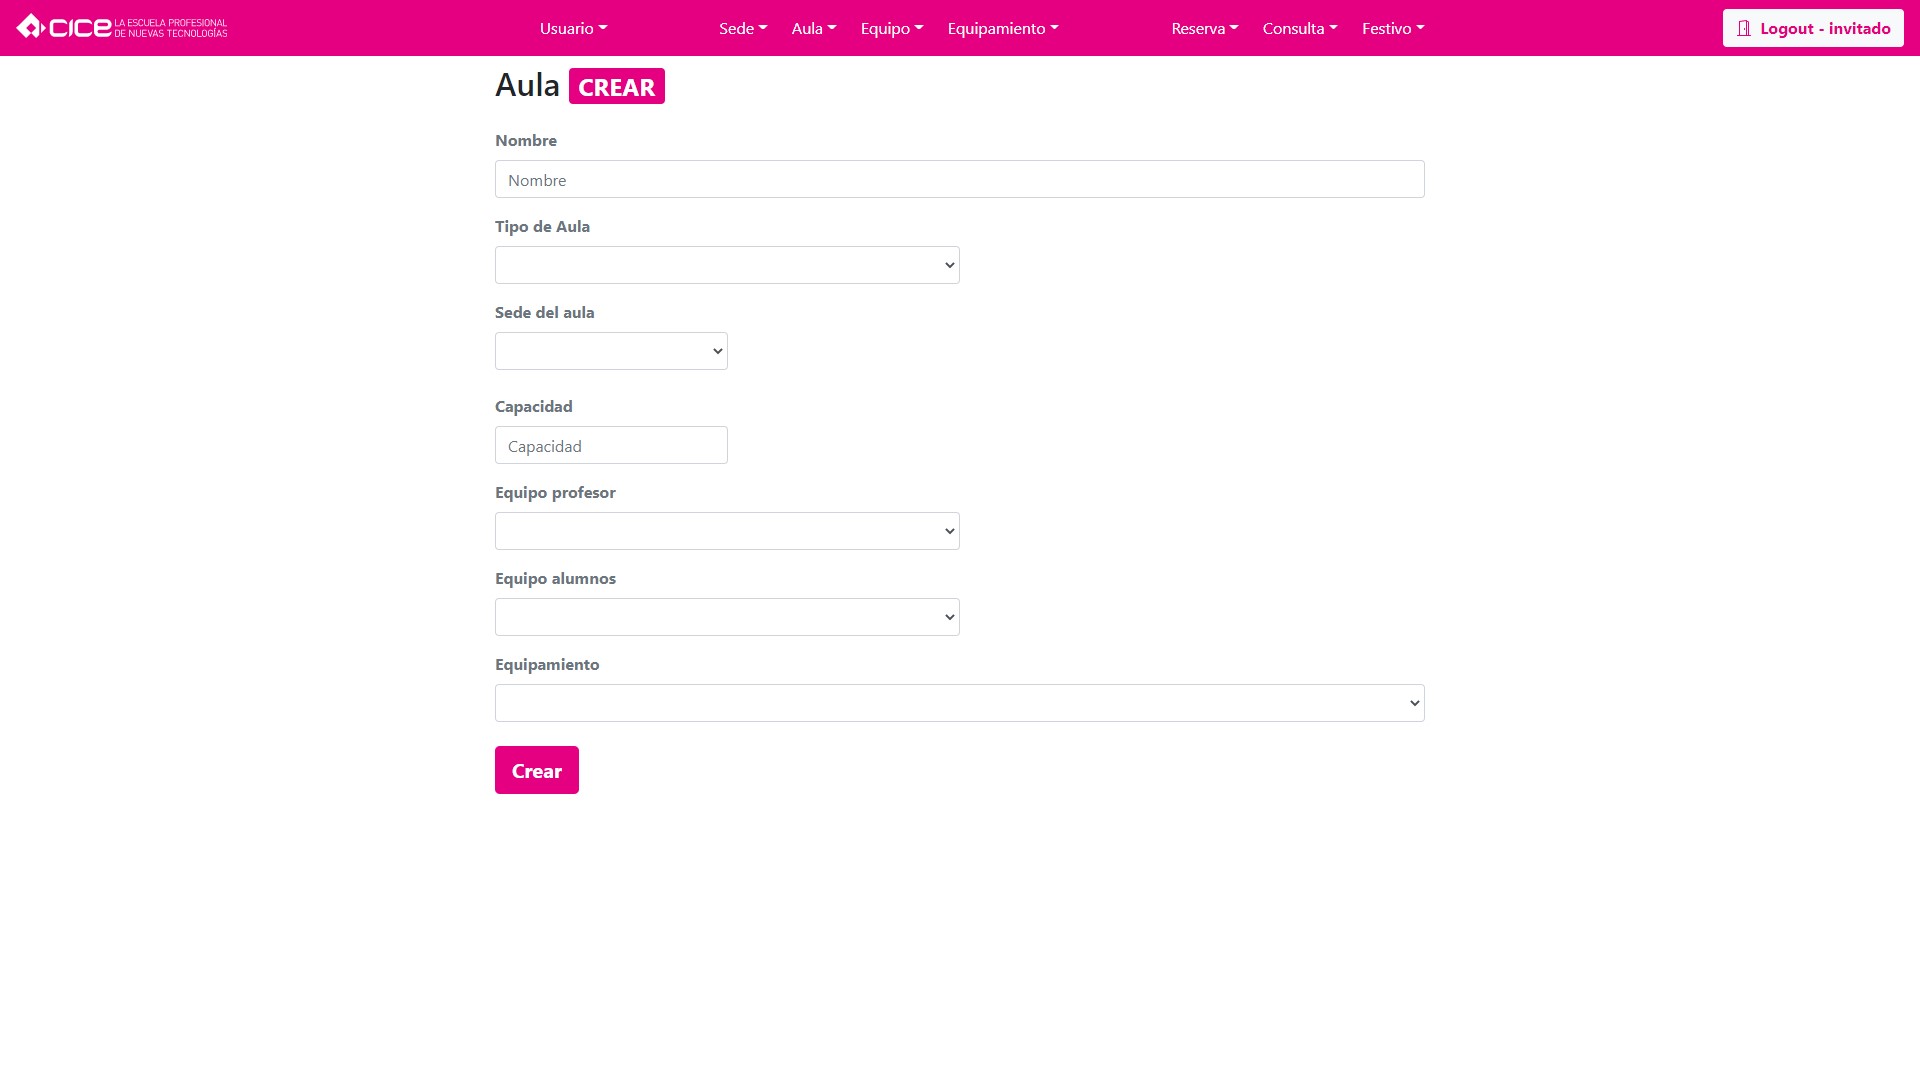 CICE LA ESCUELA PROFESIONAL
DE NUEVAS TECNOLOGÍAS
Usuario Sede Aula Equipo Equipamiento Reserva Consulta Festivo Logout - invitado
Aula CREAR
Nombre
Nombre
Tipo de Aula
Sede del aula
Capacidad
Capacidad
Equipo profesor
Equipo alumnos
Equipamiento
Crear